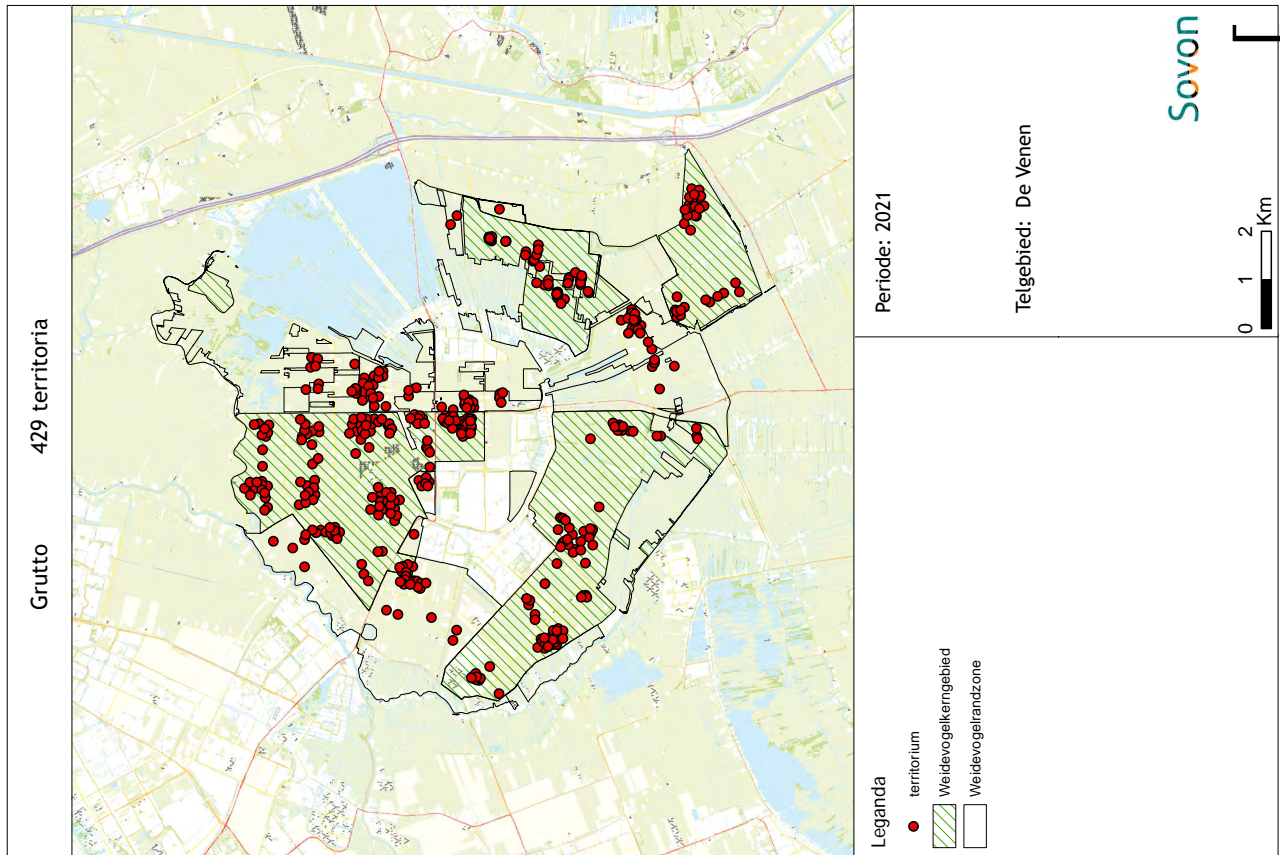 Grutto 429 territoria
Leganda
territorium
Weidevogelkerngebied
Weidevogelrandzone
Periode: 2021
Telgebied: De Venen
0 1 2
Km
Sovon